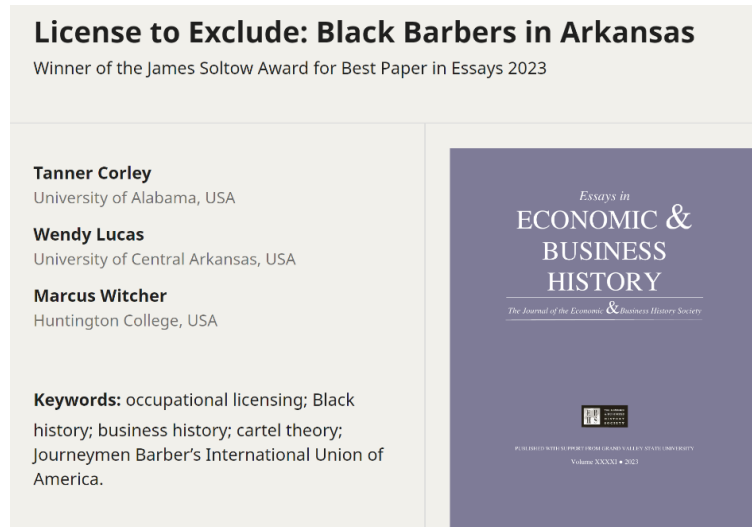 License to Exclude: Black Barbers in Arkansas
Winner of the James Soltow Award for Best Paper in Essays 2023
Tanner Corley
University of Alabama, USA
Wendy Lucas
University of Central Arkansas, USA
Marcus Witcher
Huntington College, USA
Keywords: occupational licensing; Black
history; business history; cartel theory;
Journeymen Barber’s International Union of
America.
Essays in
ECONOMIC &
BUSINESS
HISTORY
The Journal of the Economic & Business History Society
PUBLISHED WITH SUPPORT FROM GRAND VALLEY STATE UNIVERSITY
Volume XXXXI • 2023